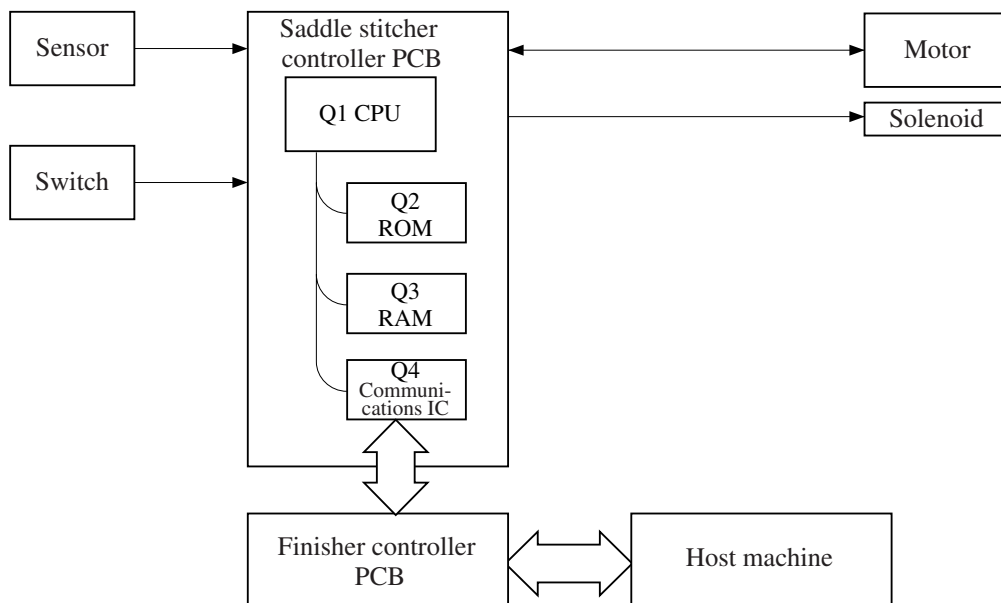 Sensor
Switch
Saddle stitcher
controller PCB
Q1 CPU
Q2
ROM
Q3
RAM
Q4
Communi-
cations IC
Motor
Solenoid
Finisher controller
PCB
Host machine